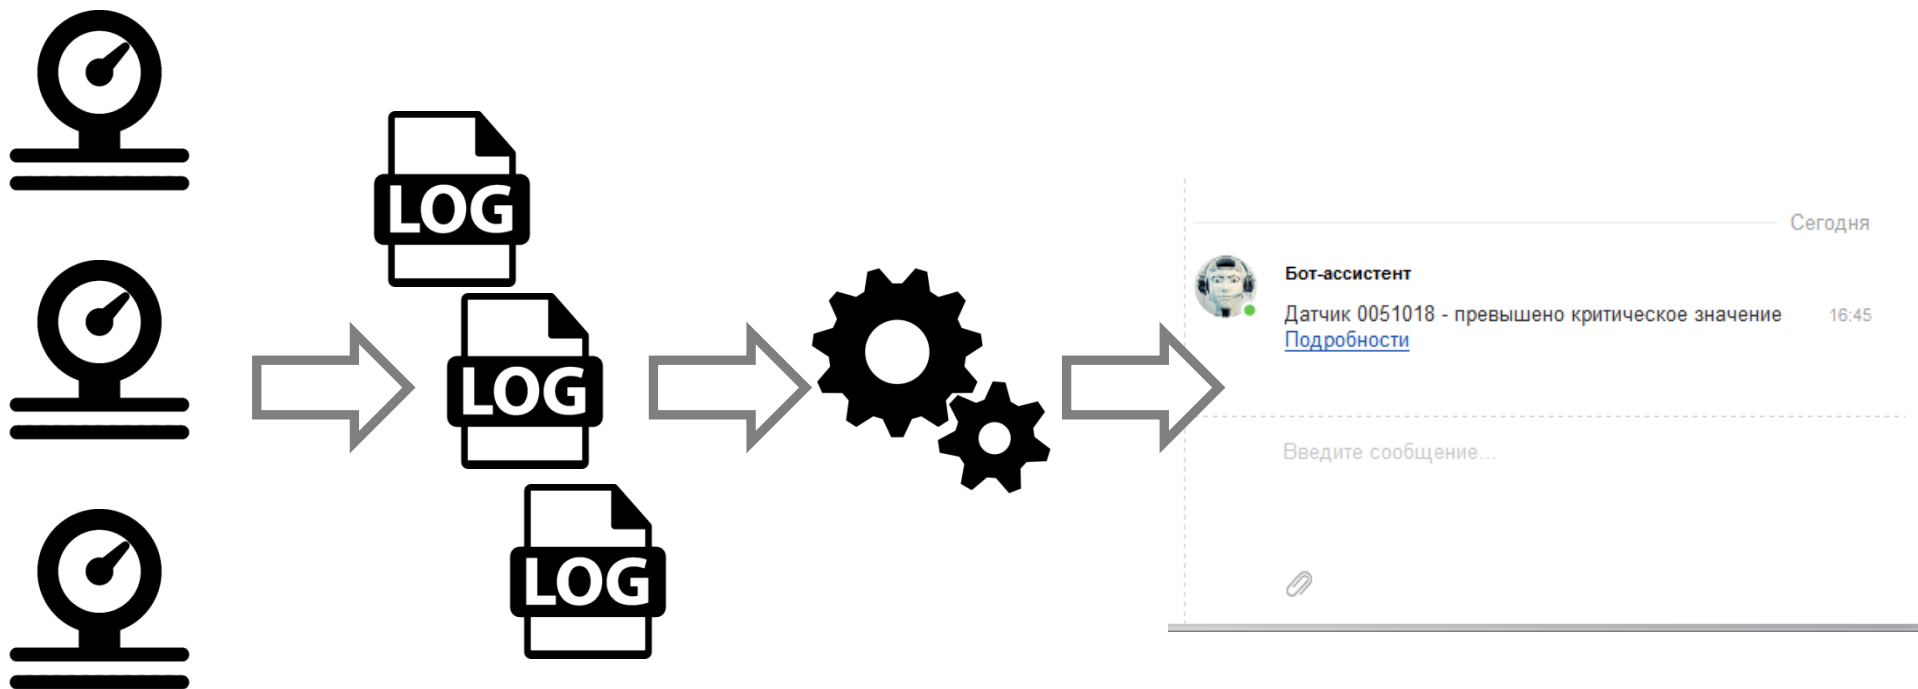 LOG
LOG
LOG
Сегодня
Бот-ассистент
Датчик 0051018 - превышено критическое значение 16:45
Подробности
Введите сообщение...